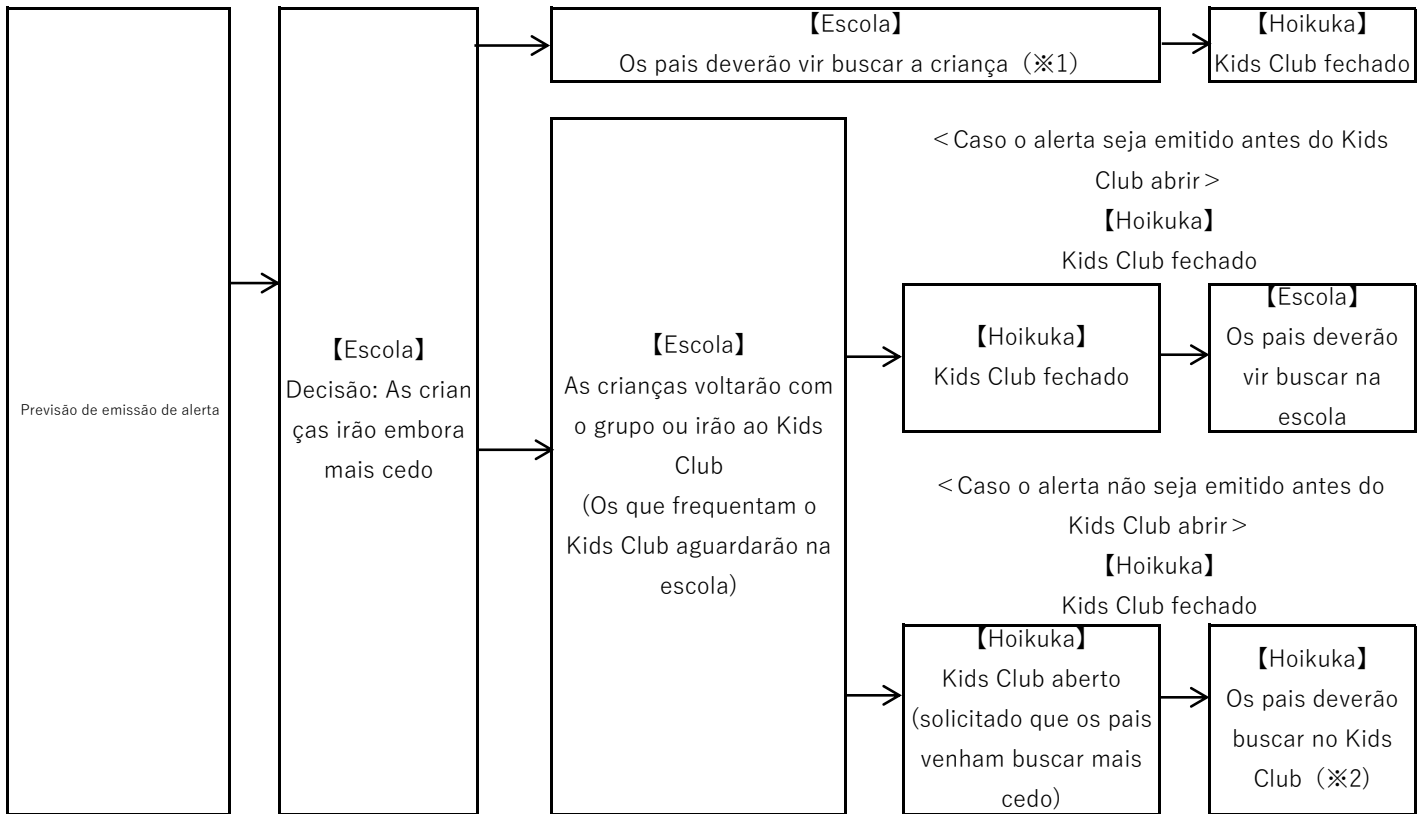 Previsão de emissão de alerta
【Escola】
Decisão: As crian
ças irão embora
mais cedo
【Escola】
Os pais deverão vir buscar a criança（※1）
【Hoikuka】
Kids Club fechado
【Escola】
As crianças voltarão com
o grupo ou irão ao Kids
Club
(Os que frequentam o
Kids Club aguardarão na
escola)
＜Caso o alerta seja emitido antes do Kids
Club abrir＞
【Hoikuka】
Kids Club fechado
【Hoikuka】
Kids Club fechado
【Escola】
Os pais deverão
vir buscar na
escola
＜Caso o alerta não seja emitido antes do
Kids Club abrir＞
【Hoikuka】
Kids Club fechado
【Hoikuka】
Kids Club aberto
(solicitado que os pais
venham buscar mais
cedo)
【Hoikuka】
Os pais deverão
buscar no Kids
Club（※2）